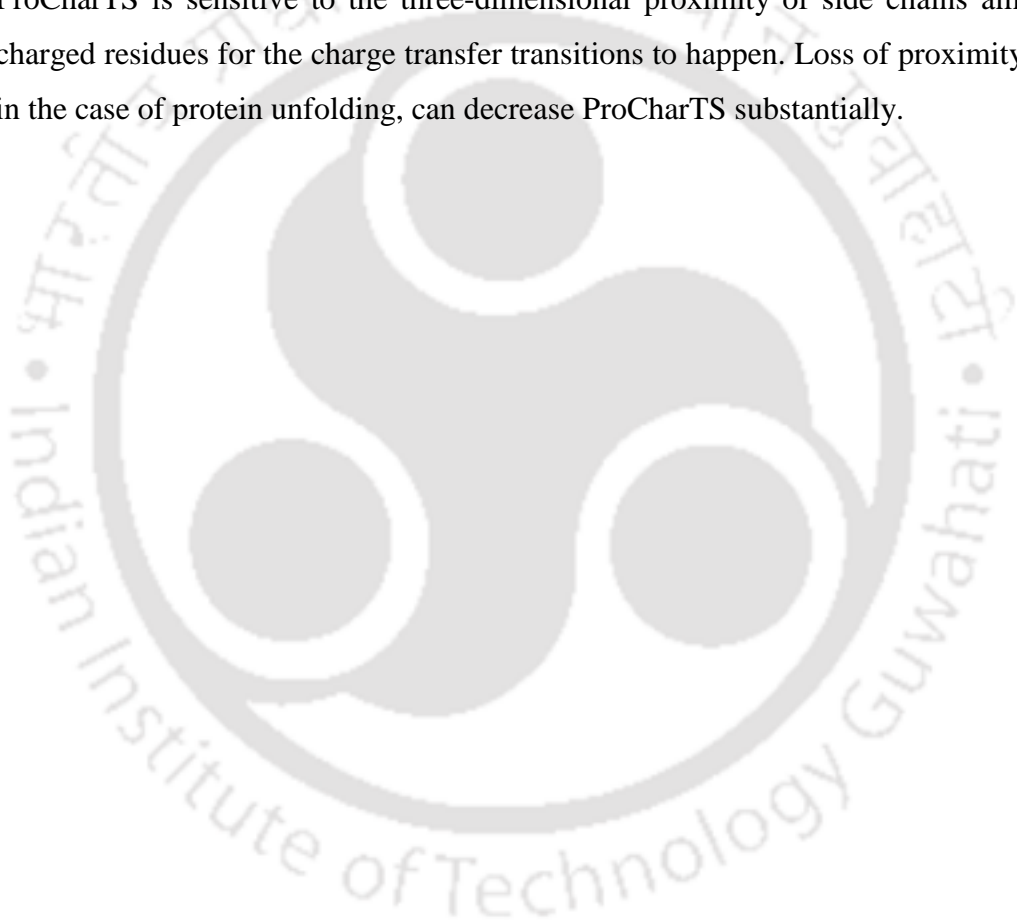 ProCharTS is sensitive to the three-dimensional proximity of side chains
charged residues for the charge transfer transitions to happen. Loss of proximity
in the case of protein unfolding, can decrease ProCharTS substantially.
Indian Institute of Technology Guwahati